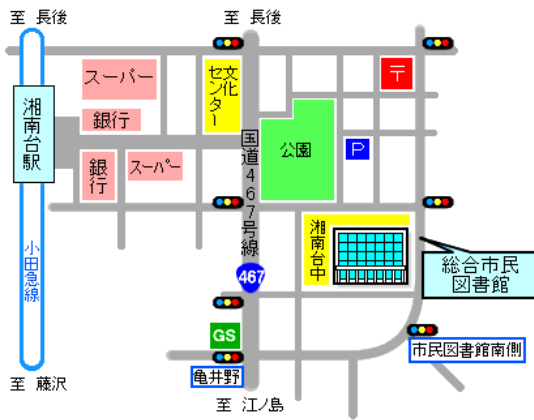 至 長後
至 長後
スーパー
文化センター
〒
湘南台駅
銀行
国道467号線
公園
P
銀行
スーパー
湘南台中
小田急線
総合市民
図書館
467
GS
市民図書館南側
亀井野
至 藤沢
至 江ノ島